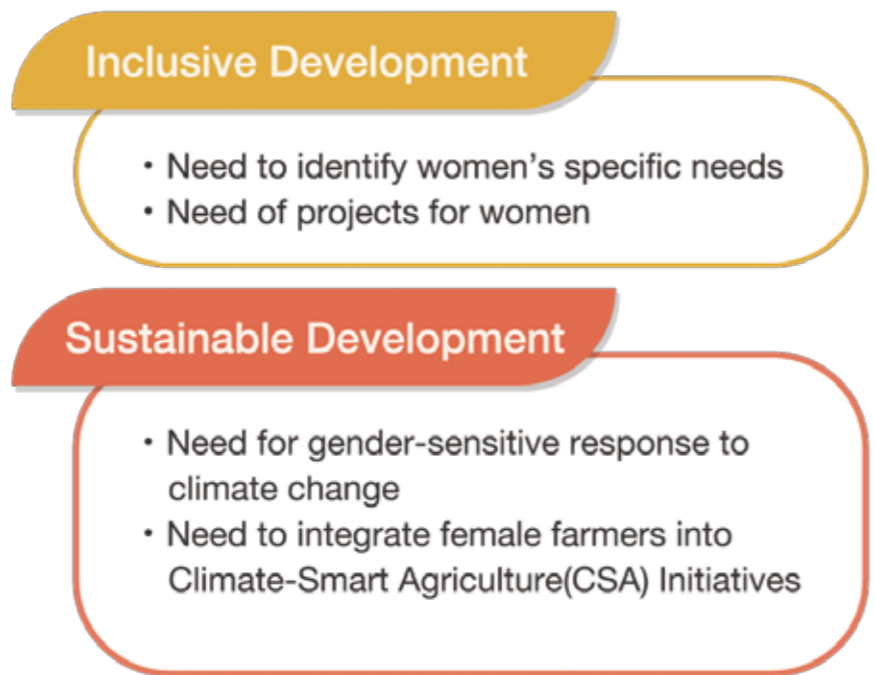 Inclusive Development
• Need to identify women's specific needs
• Need of projects for women
Sustainable Development
• Need for gender-sensitive response to
climate change
• Need to integrate female farmers into
Climate-Smart Agriculture(CSA) Initiatives